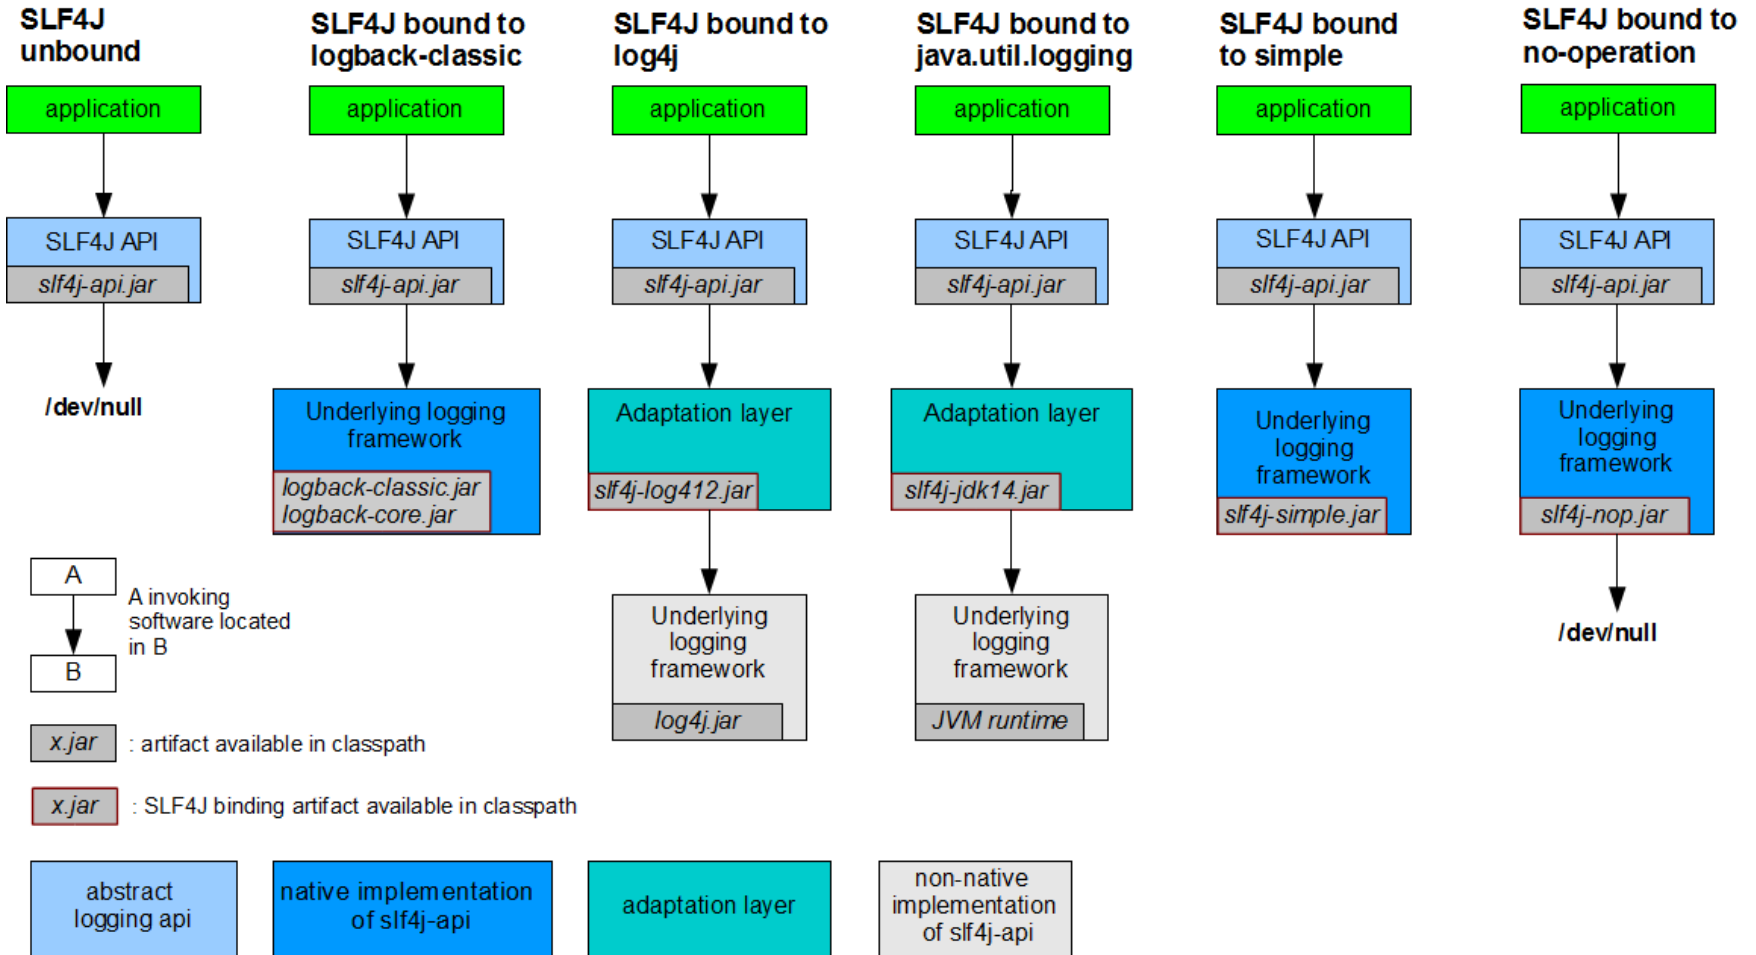 SLF4J
unbound
SLF4J bound to
logback-classic
SLF4J bound to
log4j
SLF4J bound to
java.util.logging
SLF4J bound
to simple
SLF4J bound to
no-operation
application
application
application
application
application
application
SLF4J API
slf4j-api.jar
SLF4J API
slf4j-api.jar
SLF4J API
slf4j-api.jar
SLF4J API
slf4j-api.jar
SLF4J API
slf4j-api.jar
SLF4J API
slf4j-api.jar
/dev/null
Underlying logging
framework
logback-classic.jar
logback-core.jar
Adaptation layer
slf4j-log412.jar
Adaptation layer
slf4j-jdk14.jar
Underlying
logging
framework
slf4j-simple.jar
Underlying
logging
framework
slf4j-nop.jar
Underlying
logging
framework
log4j.jar
Underlying
logging
framework
JVM runtime
/dev/null
A
A invoking
software located
in B
B
x.jar
: artifact available in classpath
x.jar
: SLF4J binding artifact available in classpath
abstract
logging api
native implementation
of slf4j-api
adaptation layer
non-native
implementation
of slf4j-api